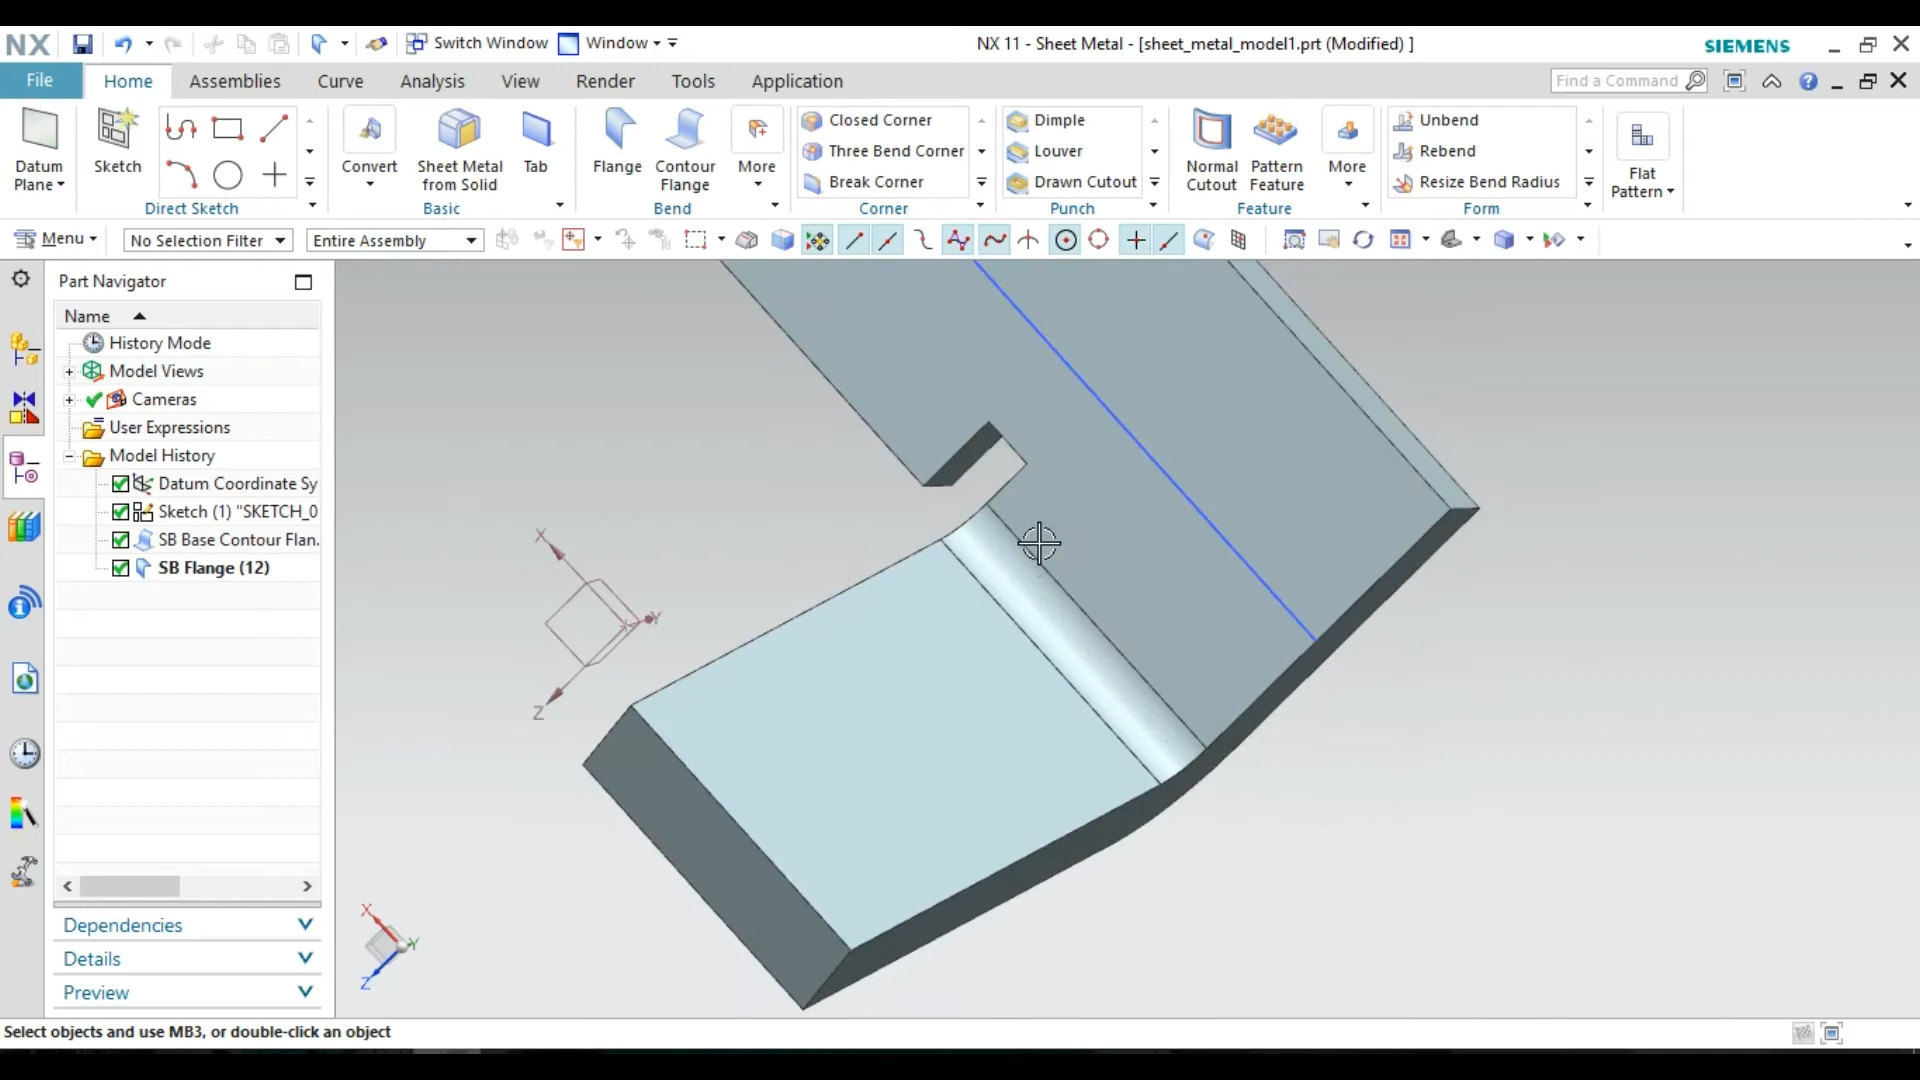 NX
Switch Window
Window
NX 11 - Sheet Metal - [sheet_metal_model1.prt (Modified) ]
SIEMENS
File
Home
Assemblies
Curve
Analysis
View
Render
Tools
Application
Find a Command
Datum
Plane
Sketch
Direct Sketch
Convert
Sheet Metal
from Solid
Tab
Basic
Flange
Contour
Flange
More
Bend
Closed Corner
Three Bend Corner
Break Corner
Corner
Dimple
Louver
Drawn Cutout
Punch
Normal
Cutout
Pattern
Feature
More
Feature
Unbend
Rebend
Resize Bend Radius
Form
Flat
Pattern
Menu
No Selection Filter
Entire Assembly
Part Navigator
Name
History Mode
Model Views
Cameras
User Expressions
Model History
Datum Coordinate Sy
Sketch (1) "SKETCH_0
SB Base Contour Flan.
SB Flange (12)
Dependencies
Details
Preview
X
Y
Z
X
Y
Z
Select objects and use MB3, or double-click an object